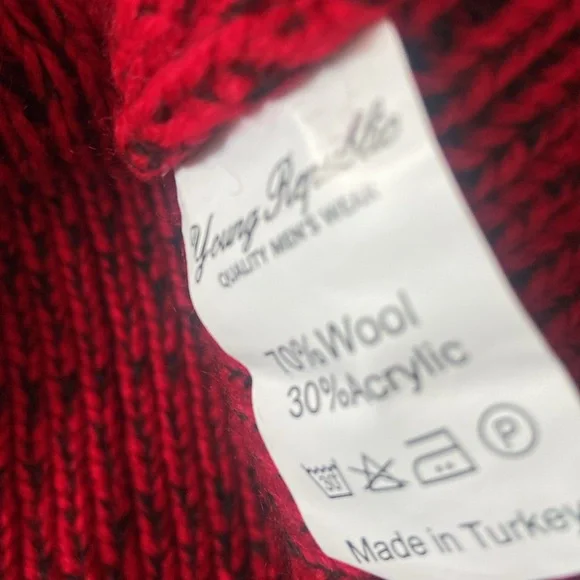 Young Republic
QUALITY MEN'S WEAR
70%Wool
30%Acrylic
30
P
Made in Turkey